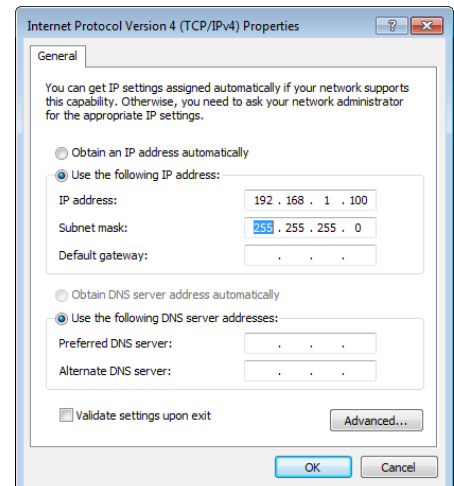 Internet Protocol Version 4 (TCP/IPv4) Properties
General
You can get IP settings assigned automatically if your network supports
this capability. Otherwise, you need to ask your network administrator
for the appropriate IP settings.
Obtain an IP address automatically
Use the following IP address:
IP address: 192 . 168 . 1 . 100
Subnet mask: 255 . 255 . 255 . 0
Default gateway: . . .
Obtain DNS server address automatically
Use the following DNS server addresses:
Preferred DNS server: . . .
Alternate DNS server: . . .
Validate settings upon exit
Advanced...
OK Cancel